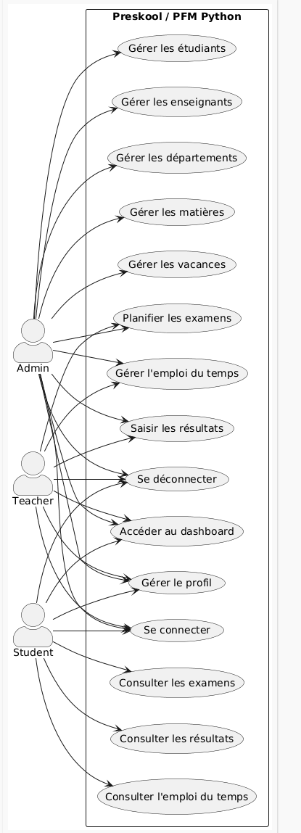 Preskool / PFM Python
Gérer les étudiants
Gérer les enseignants
Gérer les départements
Gérer les matières
Gérer les vacances
Planifier les examens
Admin
Gérer l'emploi du temps
Saisir les résultats
Se déconnecter
Teacher
Accéder au dashboard
Gérer le profil
Se connecter
Student
Consulter les examens
Consulter les résultats
Consulter l'emploi du temps